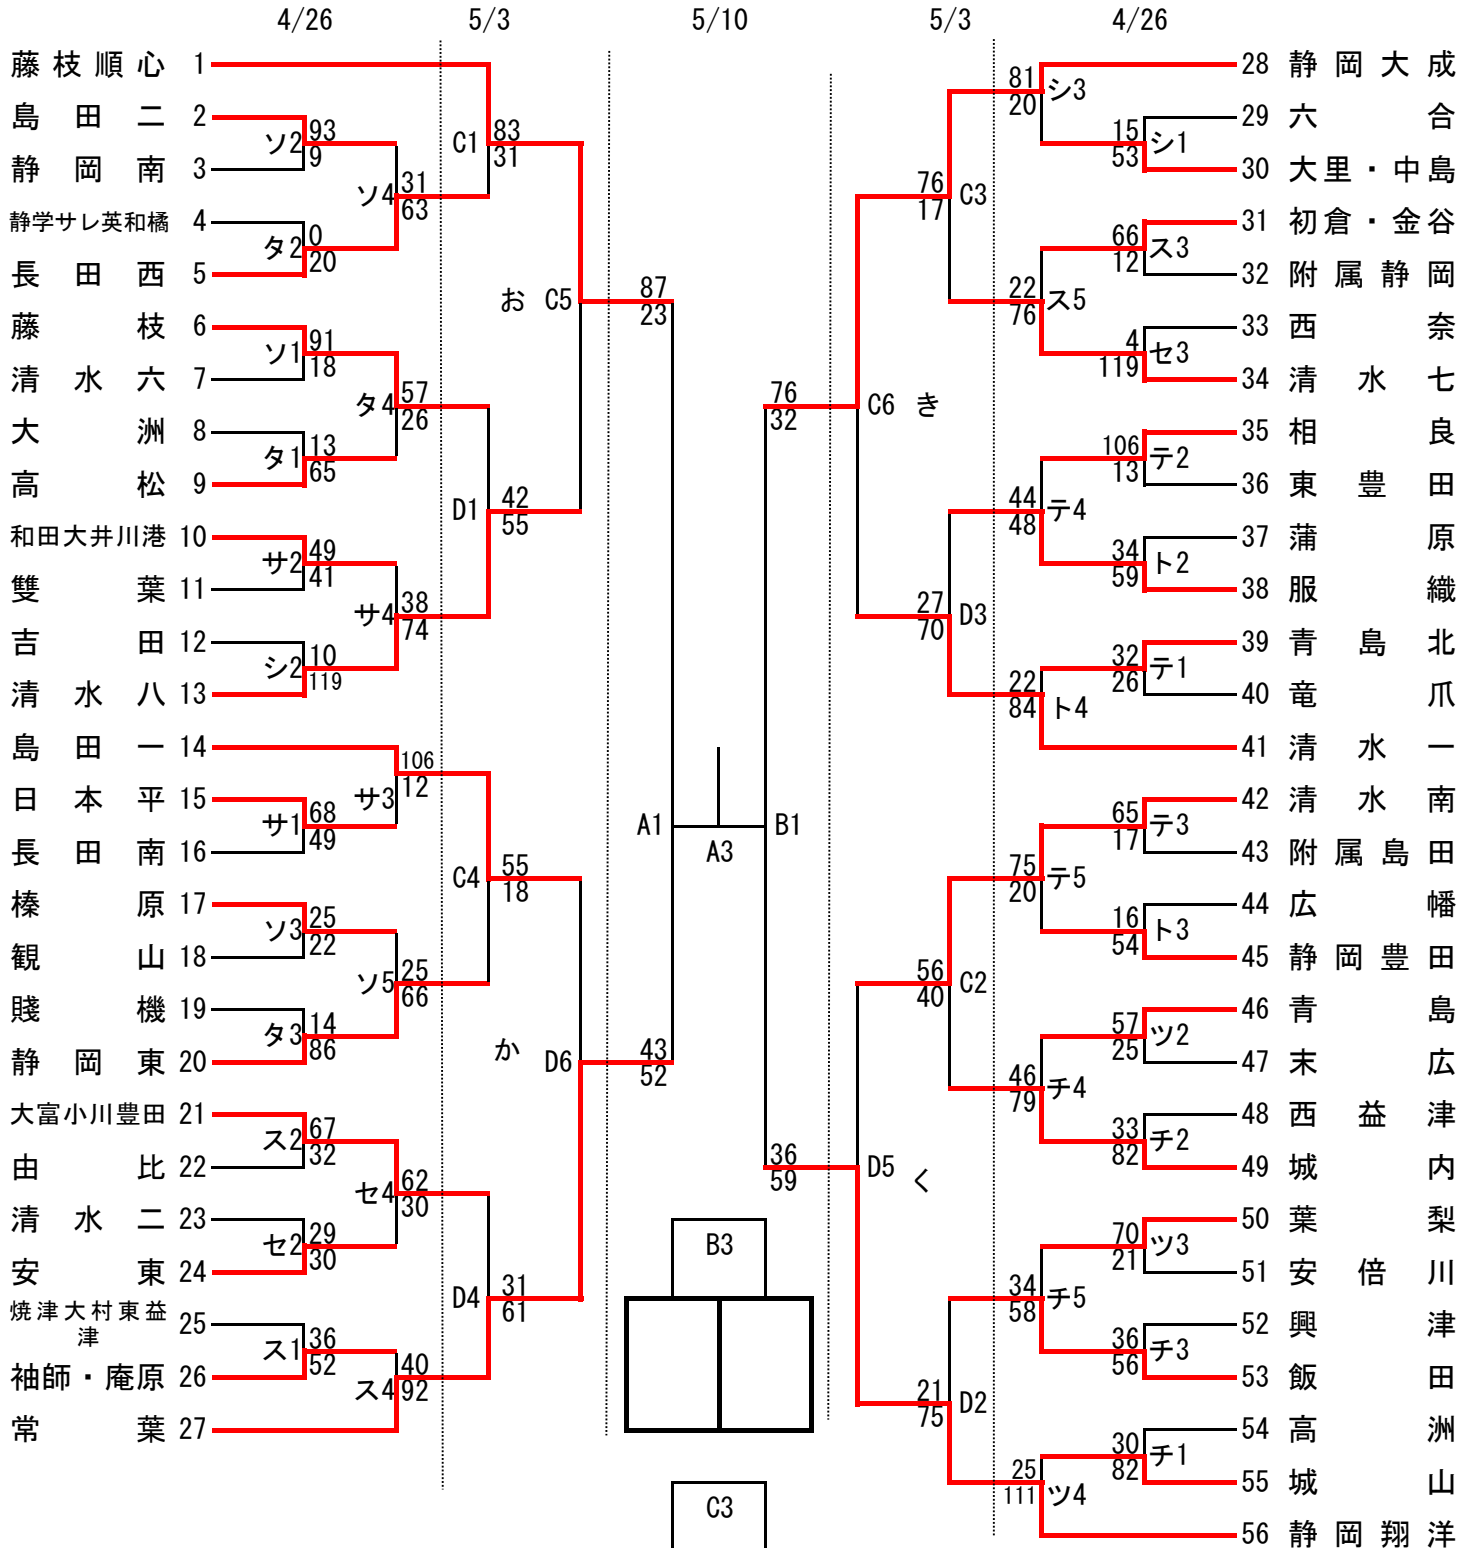 4/26 5/3 5/10 5/3 4/26
藤枝順心 1
島田二 2
静岡南 3
静学サレ英和橘 4
長田西 5
藤枝 6
清水六 7
大洲 8
高松 9
和田大井川港 10
雙葉 11
吉田 12
清水八 13
島田一 14
日本平 15
長田南 16
榛原 17
観山 18
賤機 19
静岡東 20
大富小川豊田 21
由比 22
清水二 23
安東 24
焼津大村東益
津 25
袖師・庵原 26
常葉 27
ソ2 93
9
タ2 0
20
ソ1 91
18
タ1 13
65
サ2 49
41
シ2 10
119
サ1 68
49
ソ3 25
22
タ3 14
86
ス2 67
32
セ2 29
30
ス1 36
52
ソ4 31
63
タ4 57
26
サ4 38
74
サ3 106
12
ソ5 25
66
セ4 62
30
ス4 40
92
C1 83
31
D1 42
55
C4 55
18
D4 31
61
お C5 87
23
か D6 43
52
A1
A3
B1
B3
C3
76
32 C6 き
36
59 D5 く
76
17 C3
27
70 D3
56
40 C2
21
75 D2
81
20 シ3
22
76 ス5
44
48 テ4
22
84 ト4
75
20 テ5
46
79 チ4
34
58 チ5
25
111 ツ4
15
53 シ1
66
12 ス3
4
119 セ3
106
13 テ2
34
59 ト2
32
26 テ1
65
17 テ3
16
54 ト3
57
25 ツ2
33
82 チ2
70
21 ツ3
36
56 チ3
30
82 チ1
28 静岡大成
29 六合
30 大里・中島
31 初倉・金谷
32 附属静岡
33 西奈
34 清水七
35 相良
36 東豊田
37 蒲原
38 服織
39 青島北
40 竜爪
41 清水一
42 清水南
43 附属島田
44 広幡
45 静岡豊田
46 青島
47 末広
48 西益津
49 城内
50 葉梨
51 安倍川
52 興津
53 飯田
54 高洲
55 城山
56 静岡翔洋